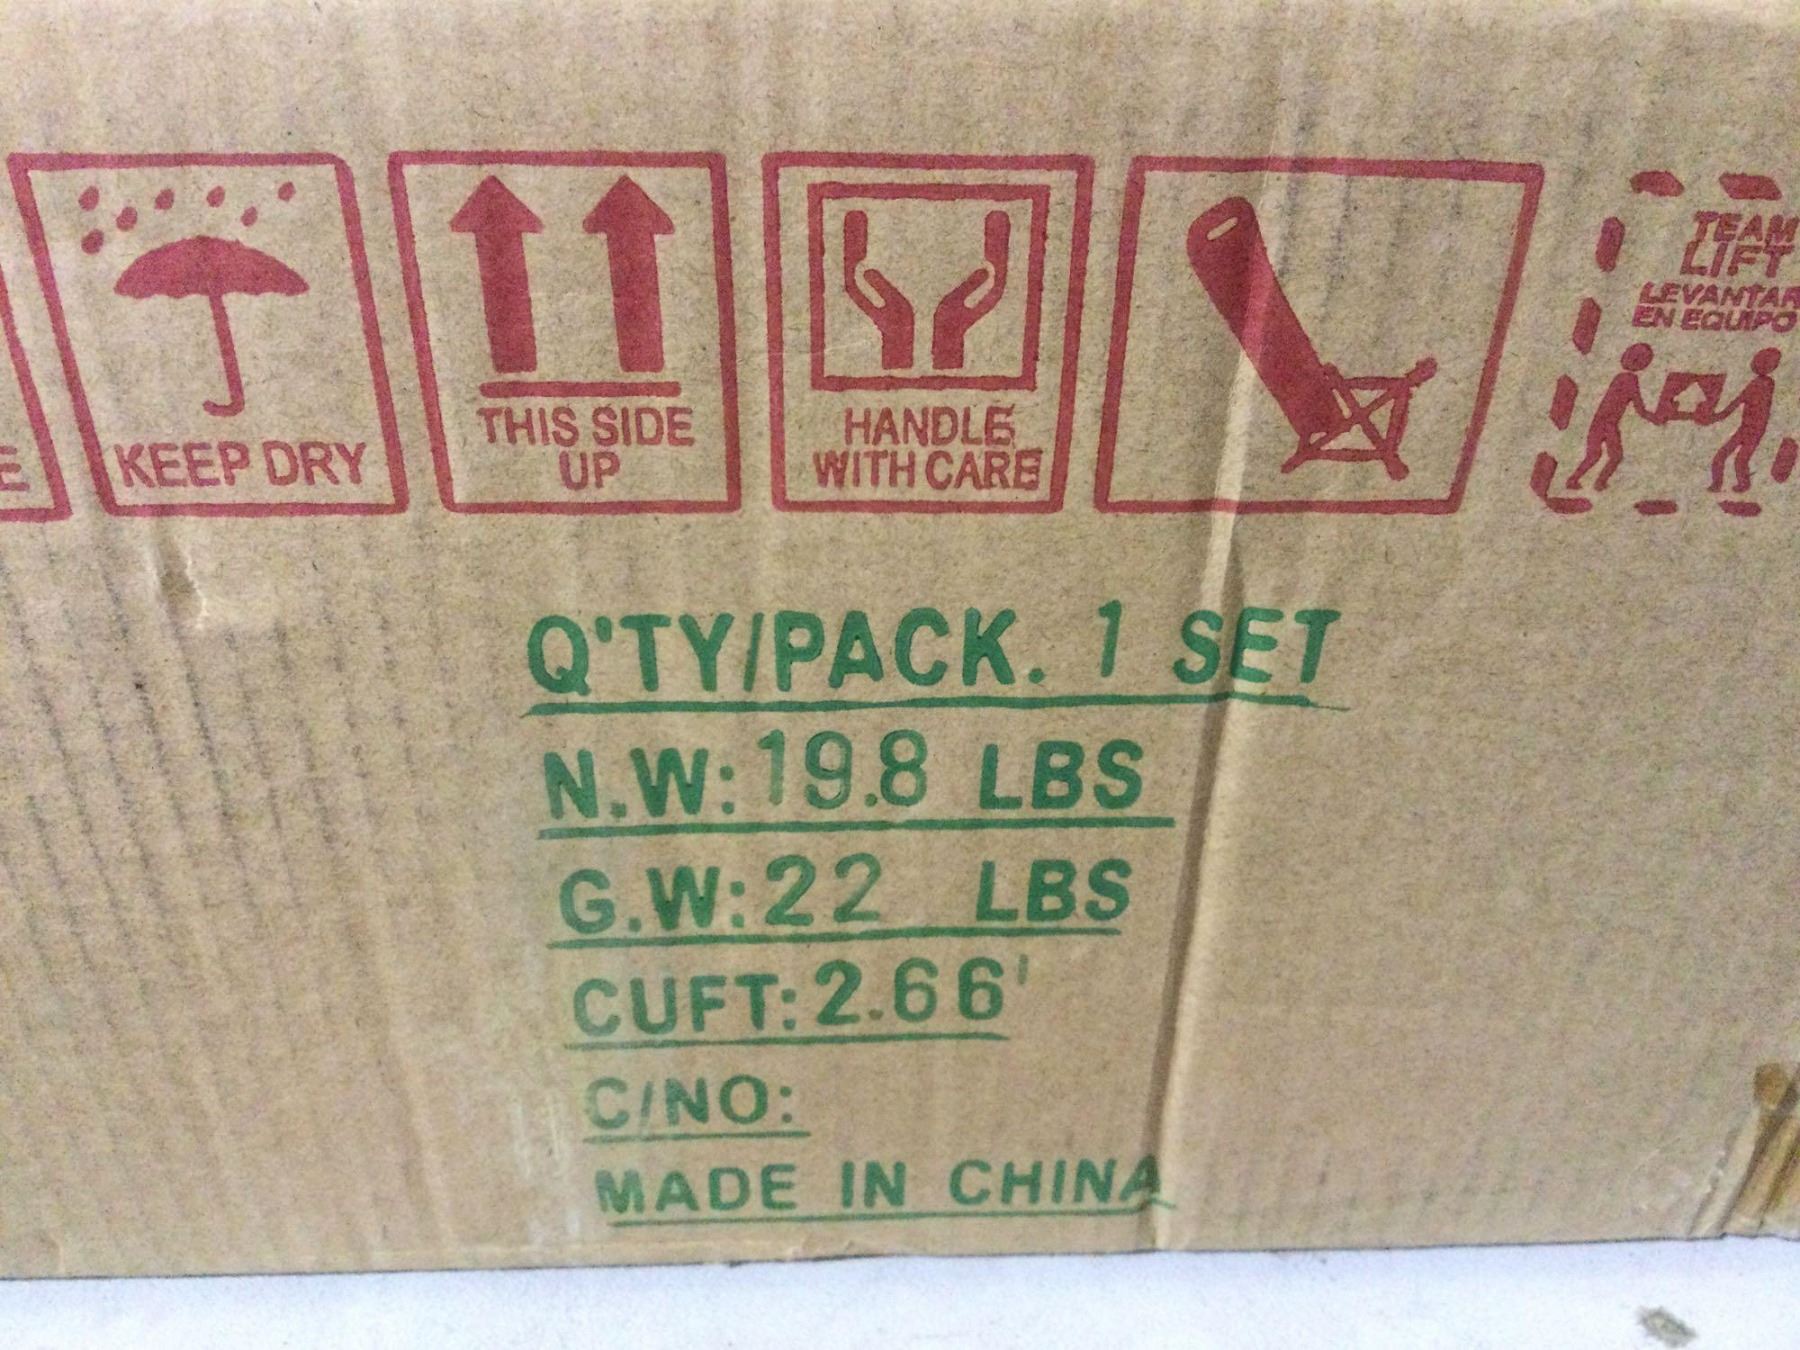 E
KEEP DRY
THIS SIDE
UP
HANDLE
WITH CARE
TEAM
LIFT
LEVANTAR
EN EQUIPO
Q'TY/PACK. 1 SET
N.W: 19.8 LBS
G.W: 22 LBS
CUFT: 2.66'
C/NO:
MADE IN CHINA